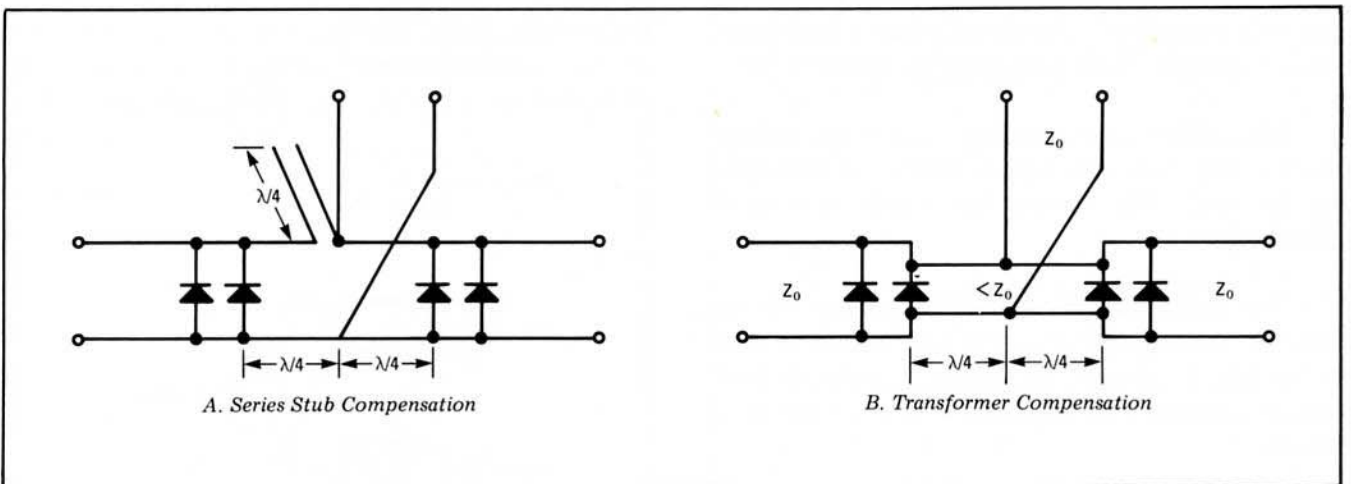 λ/4
λ/4
λ/4
A. Series Stub Compensation
Z₀
Z₀
<Z₀
Z₀
λ/4
λ/4
B. Transformer Compensation